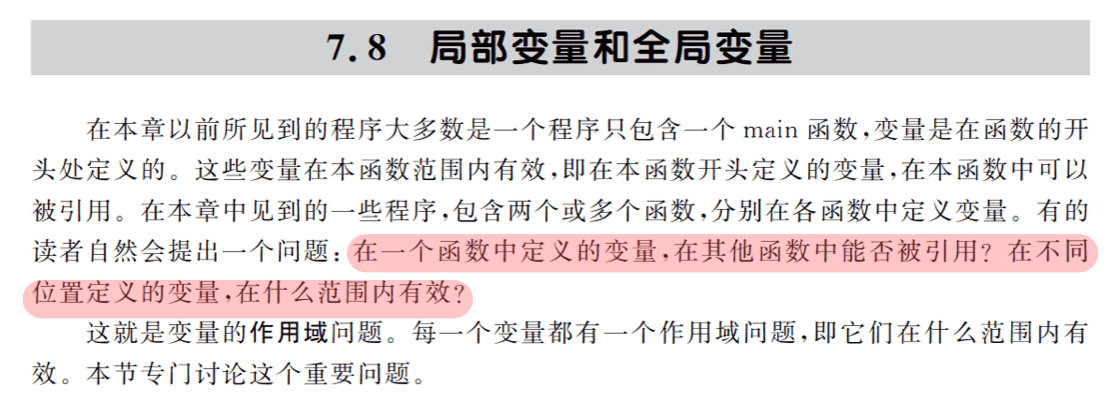 7.8 局部变量和全局变量
在本章以前所见到的程序大多数是一个程序只包含一个 main 函数,变量是在函数的开
头处定义的。这些变量在本函数范围内有效,即在本函数开头定义的变量,在本函数中可以
被引用。在本章中见到的一些程序,包含两个或多个函数,分别在各函数中定义变量。有的
读者自然会提出一个问题:在一个函数中定义的变量,在其他函数中能否被引用?在不同
位置定义的变量,在什么范围内有效?
这就是变量的作用域问题。每一个变量都有一个作用域问题,即它们在什么范围内有
效。本节专门讨论这个重要问题。